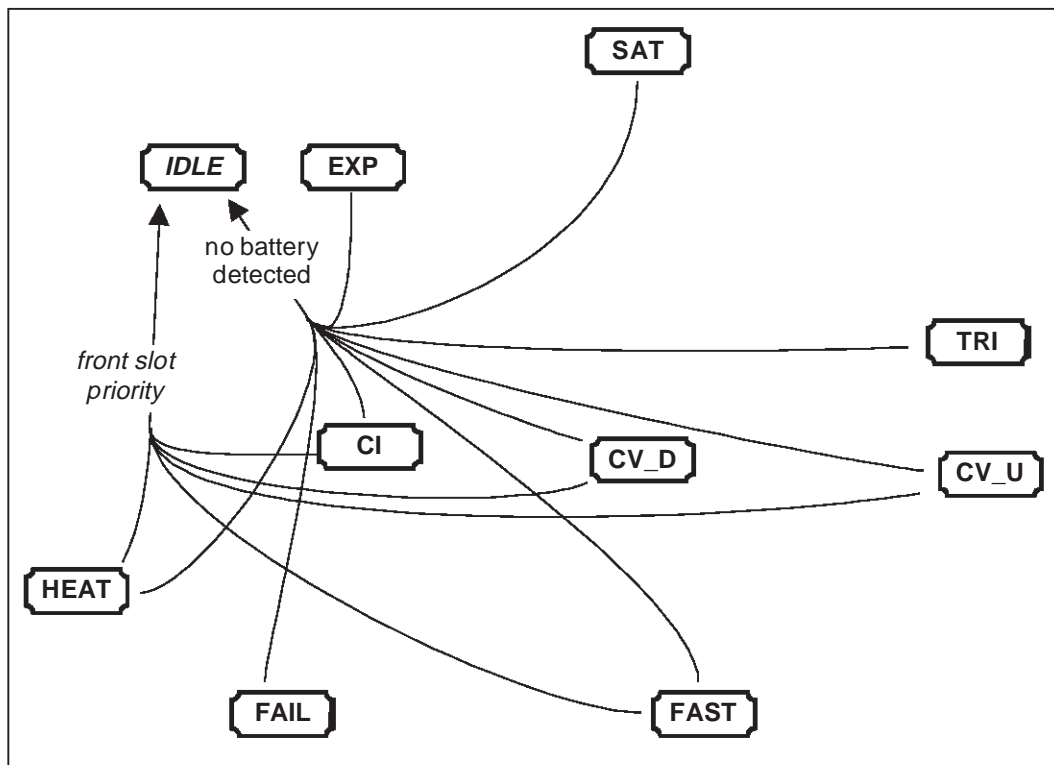 SAT
IDLE
EXP
no battery
detected
TRI
front slot
priority
CI
CV_D
CV_U
HEAT
FAIL
FAST